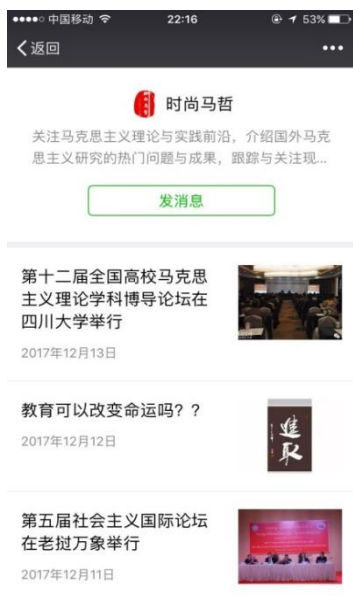 中国移动 22:16 53%
返回
时尚马哲
关注马克思主义理论与实践前沿，介绍国外马克
思主义研究的热门问题与成果，跟踪与关注现...
发消息
第十二届全国高校马克思
主义理论学科博导论坛在
四川大学举行
2017年12月13日
教育可以改变命运吗？？
2017年12月12日
進取
第五届社会主义国际论坛
在老挝万象举行
2017年12月11日